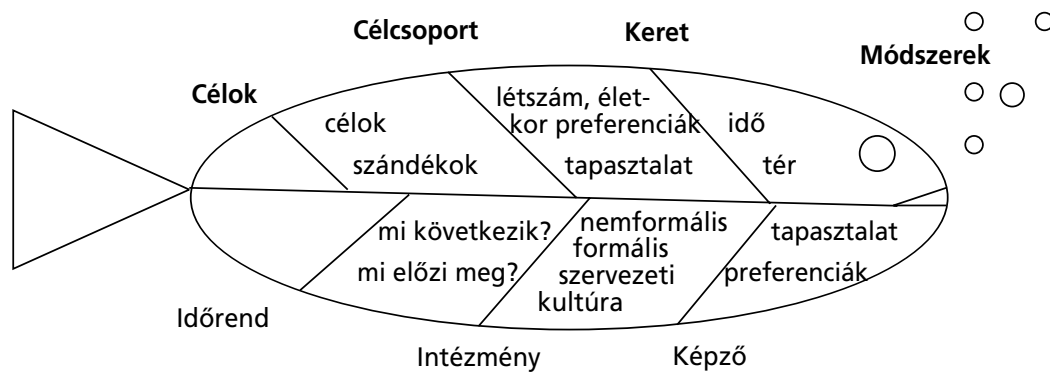 Célcsoport
Keret
Módszerek
Célok
létszám, élet-
kor preferenciák
célok
idő
szándékok
tapasztalat
tér
mi következik?
nemformális
formális
tapasztalat
mi előzi meg?
szervezeti
preferenciák
kultúra
Időrend
Intézmény
Képző